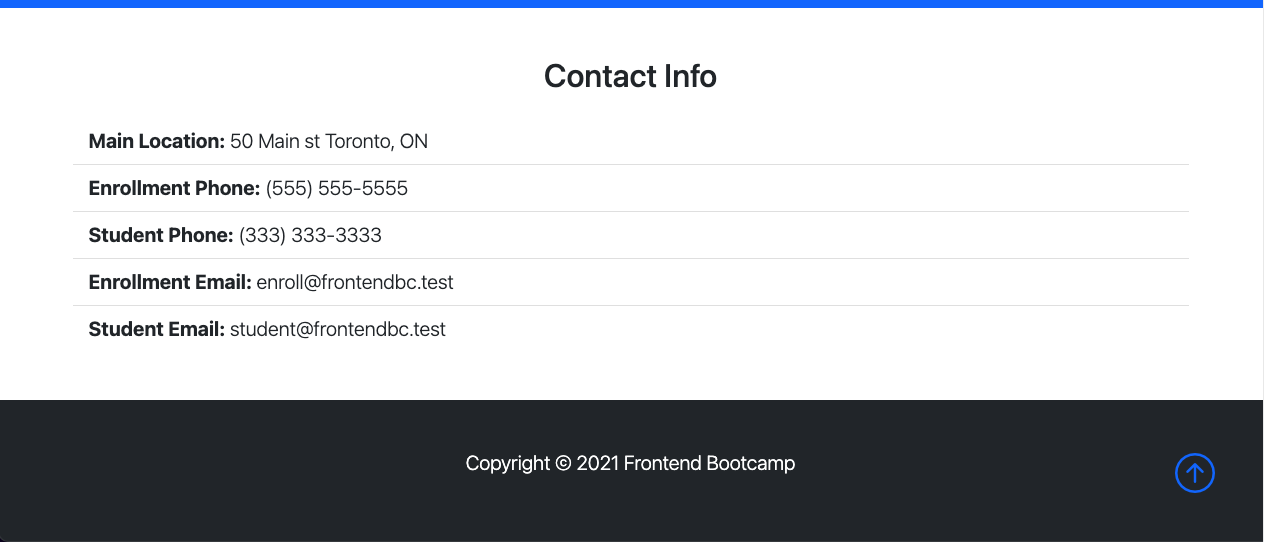 Contact Info
Main Location: 50 Main st Toronto, ON
Enrollment Phone: (555) 555-5555
Student Phone: (333) 333-3333
Enrollment Email: enroll@frontendbc.test
Student Email: student@frontendbc.test
Copyright © 2021 Frontend Bootcamp